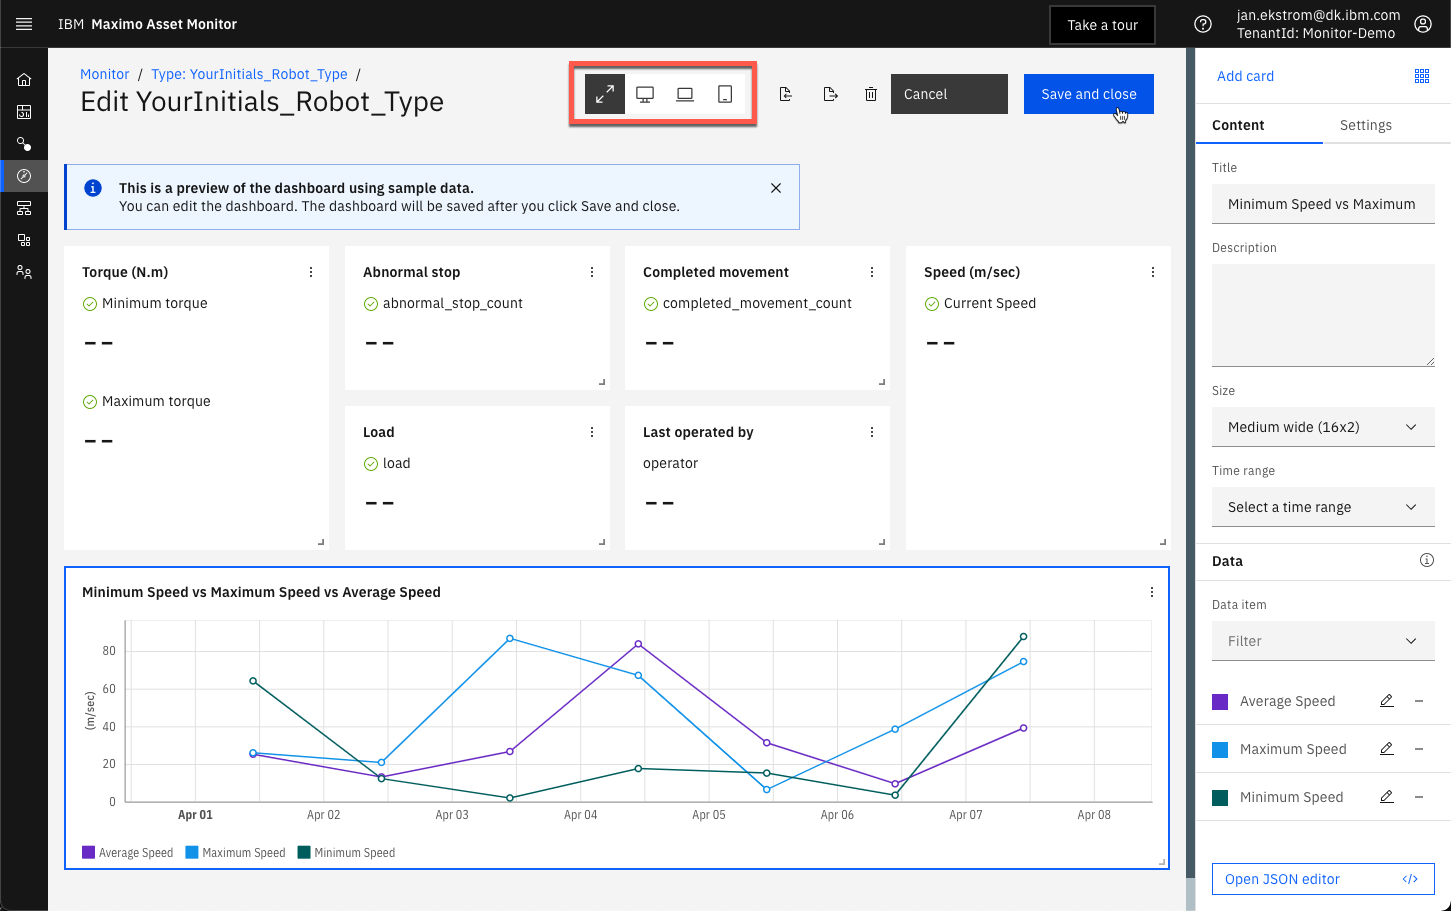 IBM Maximo Asset Monitor
Take a tour
jan.ekstrom@dk.ibm.com
TenantId: Monitor-Demo
Monitor / Type: YourInitials_Robot_Type /
Edit YourInitials_Robot_Type
Cancel
Save and close
This is a preview of the dashboard using sample data.
You can edit the dashboard. The dashboard will be saved after you click Save and close.
Torque (N.m)
Minimum torque
--
Maximum torque
--
Abnormal stop
abnormal_stop_count
--
Completed movement
completed_movement_count
--
Speed (m/sec)
Current Speed
--
Load
load
--
Last operated by
operator
--
Minimum Speed vs Maximum Speed vs Average Speed
(m/sec)
80
60
40
20
0
Apr 01 Apr 02 Apr 03 Apr 04 Apr 05 Apr 06 Apr 07 Apr 08
Average Speed Maximum Speed Minimum Speed
Add card
Content Settings
Title
Minimum Speed vs Maximum
Description
Size
Medium wide (16x2)
Time range
Select a time range
Data
Data item
Filter
Average Speed
Maximum Speed
Minimum Speed
Open JSON editor </>